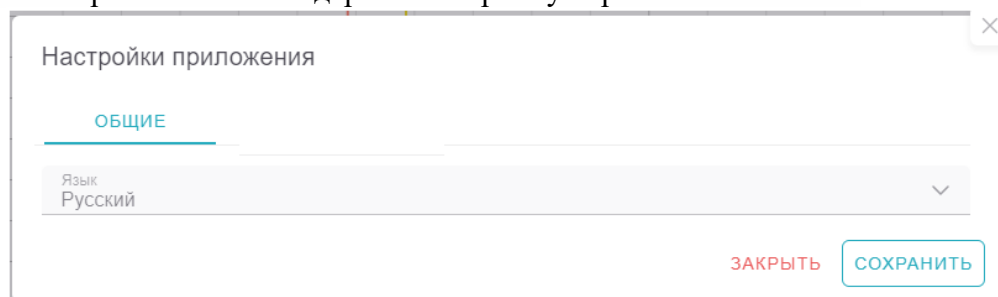 Настройки приложения
ОБЩИЕ
Язык
Русский
ЗАКРЫТЬ
СОХРАНИТЬ